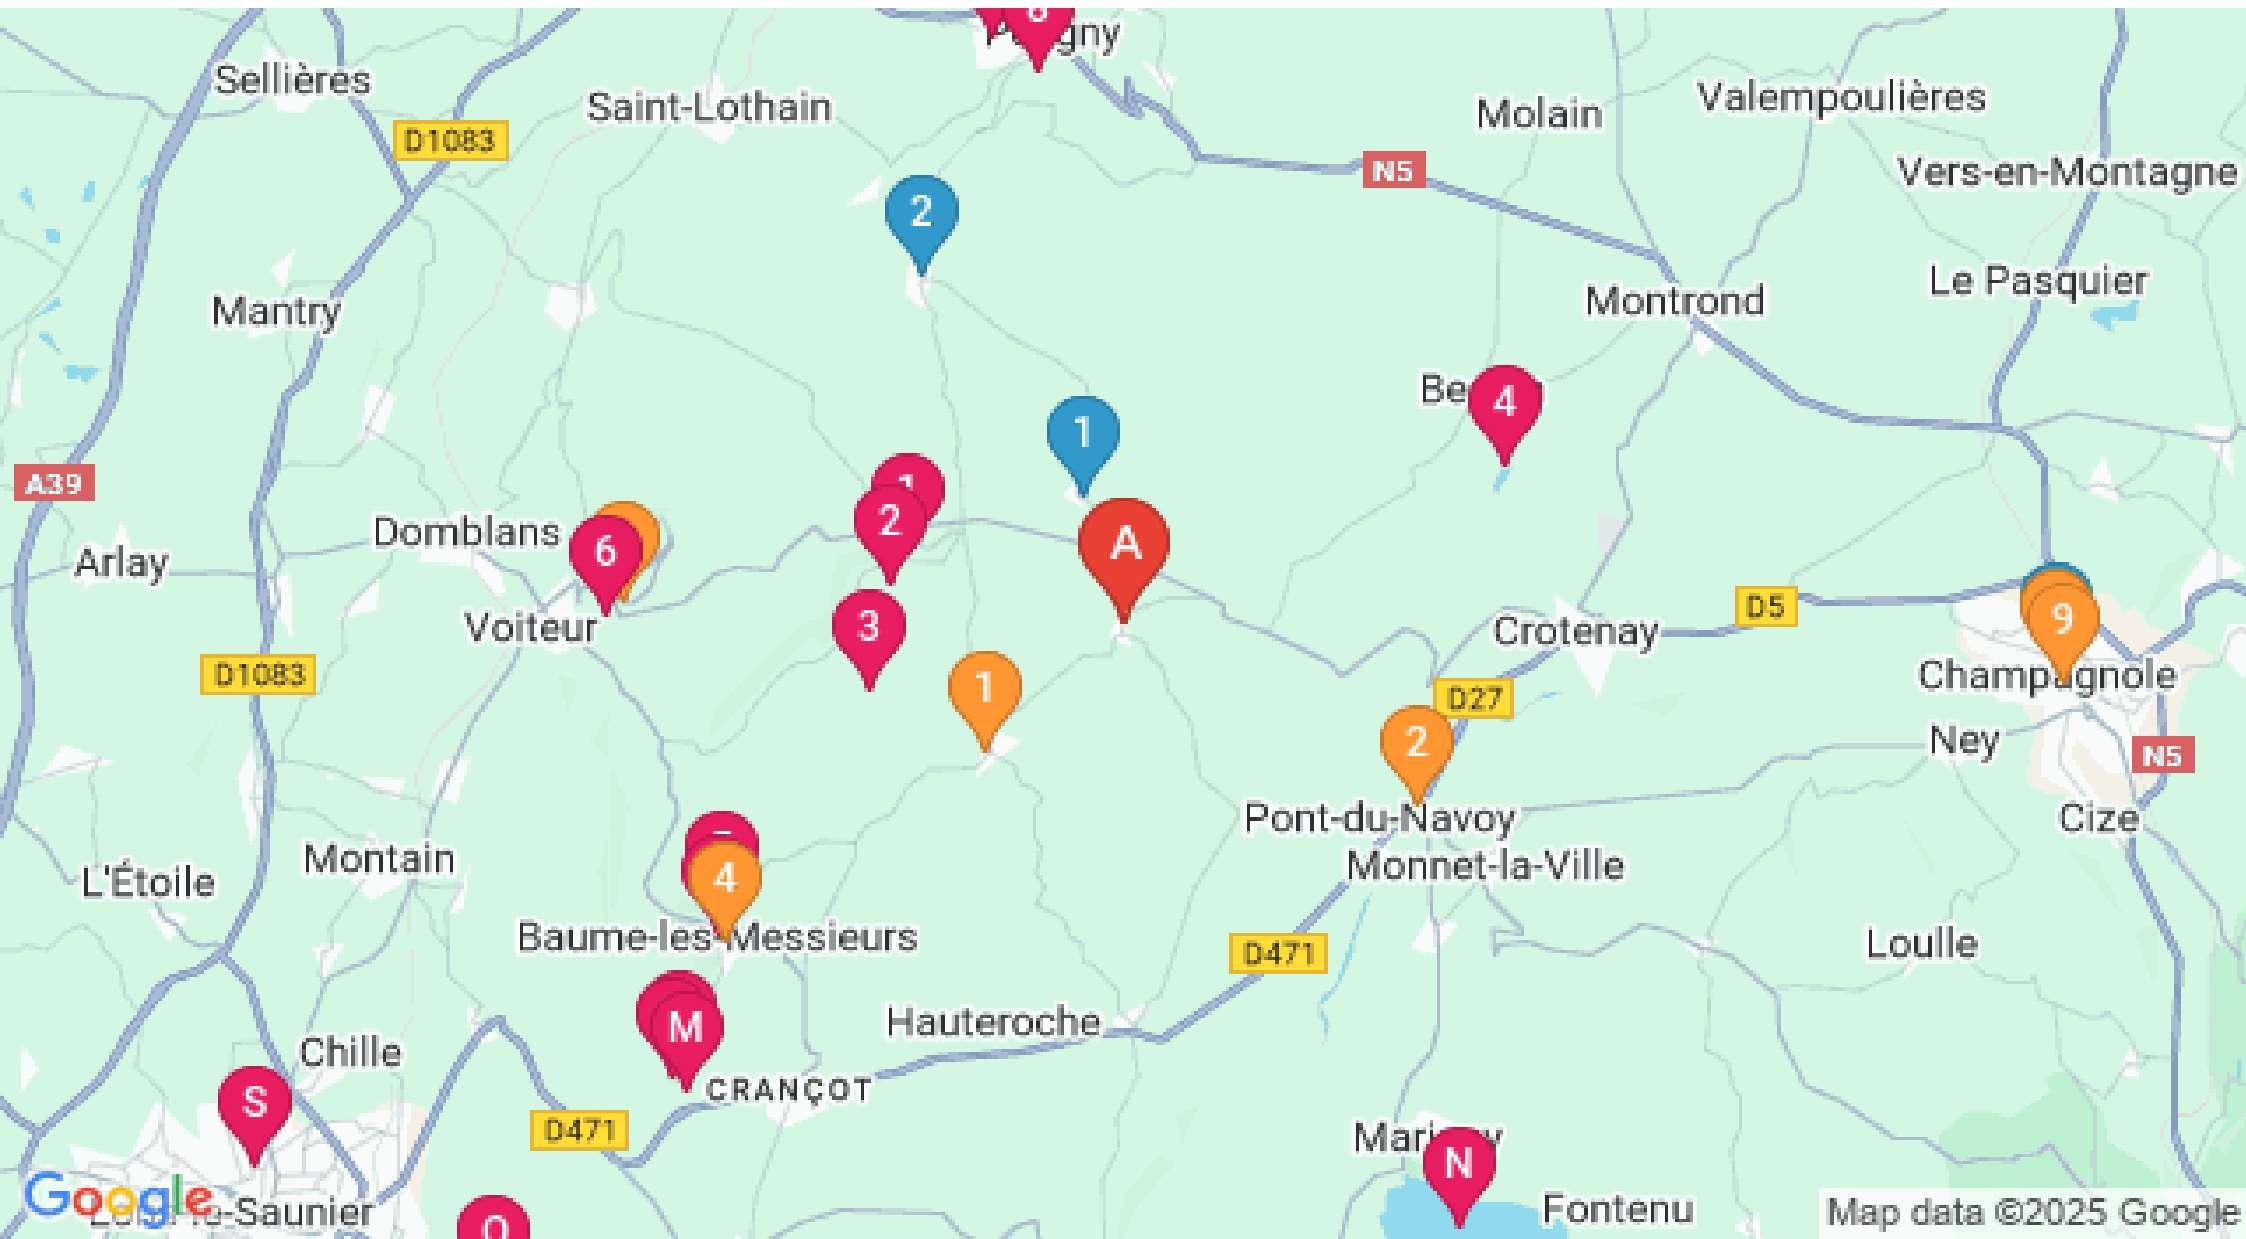 8
Sellières
Saint-Lothain
Molain
Valempoulières
D1083
N5
Vers-en-Montagne
2
Le Pasquier
Mantry
Montrond
4
1
A39
1
2
A
Domblans
6
Arlay
D5
9
Voiteur
3
Crotenay
D1083
1
D27
Champagnole
2
Ney
N5
Pont-du-Navoy
Cize
Montain
Monnet-la-Ville
L'Étoile
4
Baume-les-Messieurs
D471
Loulle
M
Hauteroche
Chille
CRANÇOT
S
D471
N
Google
-Saunier
Fontenu
Map data ©2025 Google